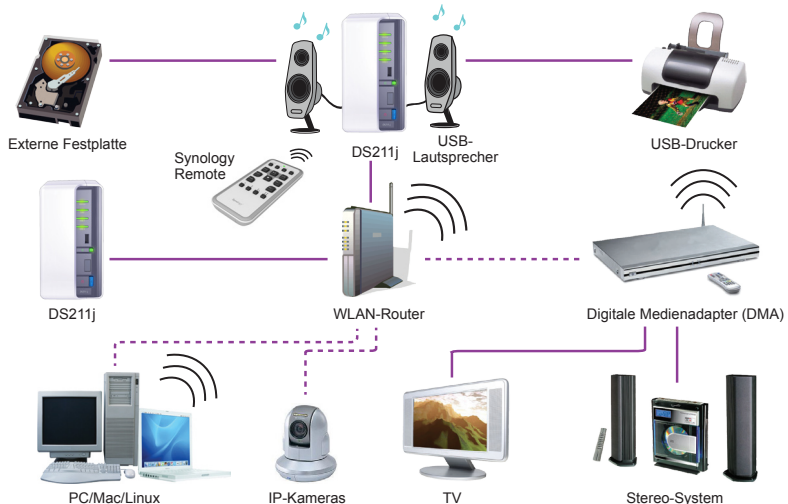 Externe Festplatte
Synology
Remote
DS211j
USB-
Lautsprecher
USB-Drucker
DS211j
WLAN-Router
Digitale Medienadapter (DMA)
PC/Mac/Linux
IP-Kameras
TV
Stereo-System